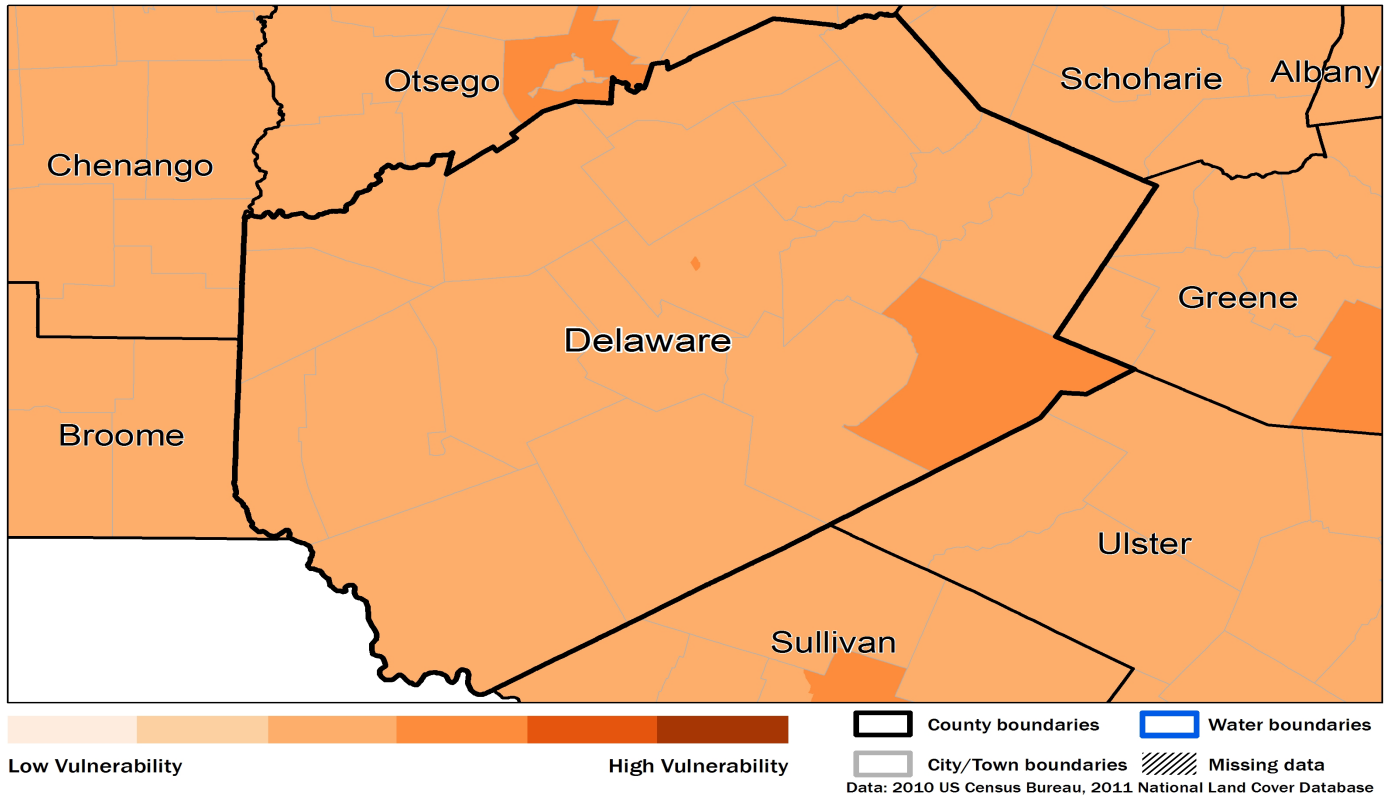 Otsego
Schoharie
Albany
Chenango
Greene
Delaware
Broome
Ulster
Sullivan
Low Vulnerability
High Vulnerability
County boundaries
Water boundaries
City/Town boundaries
Missing data
Data: 2010 US Census Bureau, 2011 National Land Cover Database